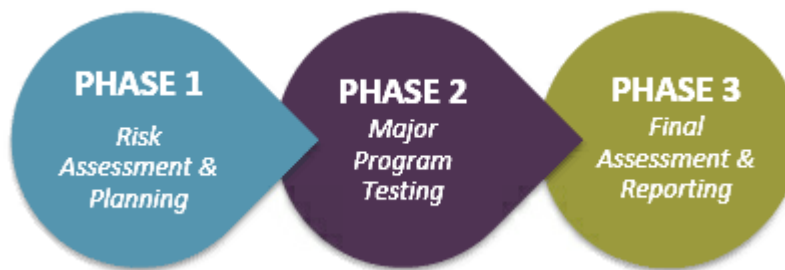 PHASE 1
Risk
Assessment &
Planning
PHASE 2
Major
Program
Testing
PHASE 3
Final
Assessment &
Reporting